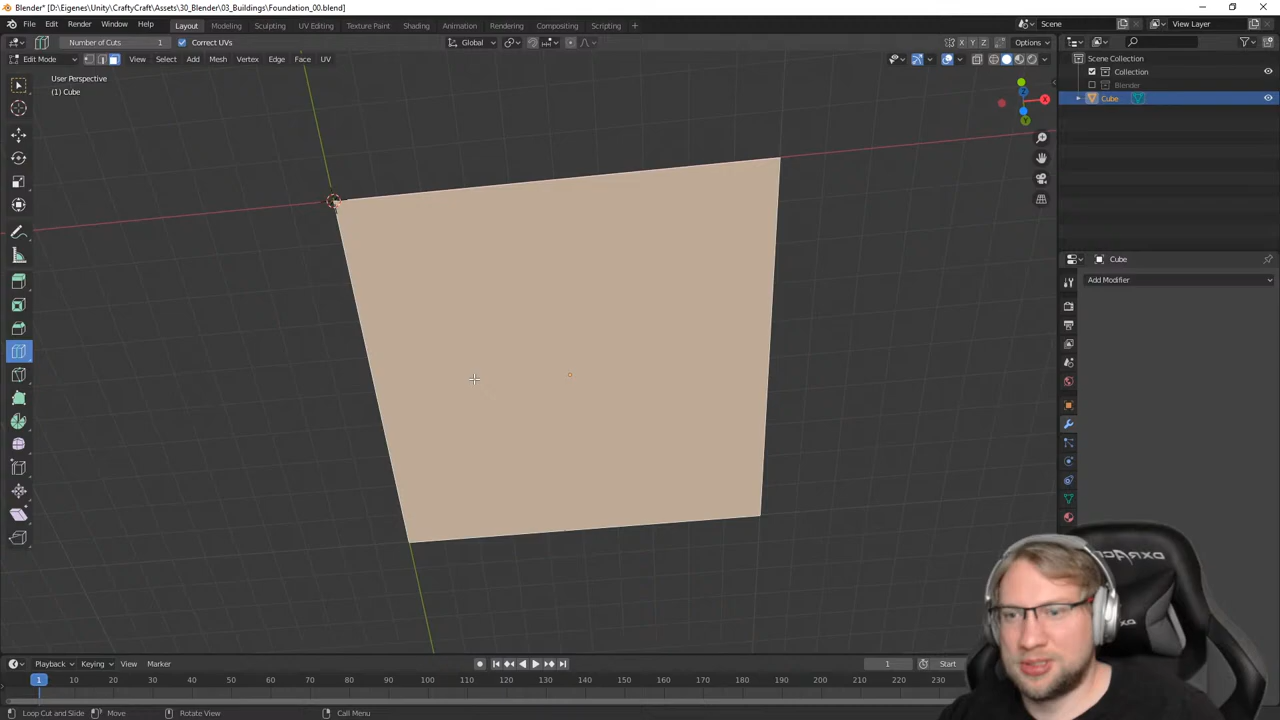 Blender* [D:\Eigenes\Unity\CraftyCraft\Assets\30_Blender\03_Buildings\Foundation_00.blend]
File Edit Render Window Help Layout Modeling Sculpting UV Editing Texture Paint Shading Animation Rendering Compositing Scripting + Scene View Layer
Number of Cuts 1 Correct UVs Global X Y Z Options
Edit Mode View Select Add Mesh Vertex Edge Face UV
User Perspective
(1) Cube
Scene Collection
Collection
Blender
Cube
X
Y
Z
Cube
Add Modifier
DXRACER
DX
Playback Keying View Marker 1 Start
1 10 20 30 40 50 60 70 80 90 100 110 120 130 140 150 160 170 180 190 200 210 220 230
Loop Cut and Slide Move Rotate View Call Menu